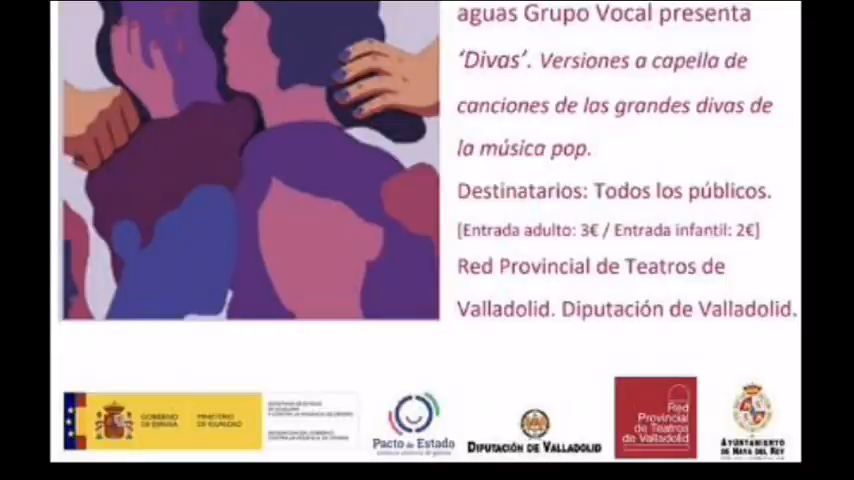 aguas Grupo Vocal presenta
‘Divas’. Versiones a capella de
canciones de las grandes divas de
la música pop.
Destinatarios: Todos los públicos.
[Entrada adulto: 3€ / Entrada infantil: 2€]
Red Provincial de Teatros de
Valladolid. Diputación de Valladolid.
GOBIERNO
DE ESPAÑA
MINISTERIO
DE IGUALDAD
Pacto de Estado
DIPUTACIÓN DE VALLADOLID
Red
Provincial
de Teatros
de Valladolid
AYUNTAMIENTO
DE NAVA DEL REY